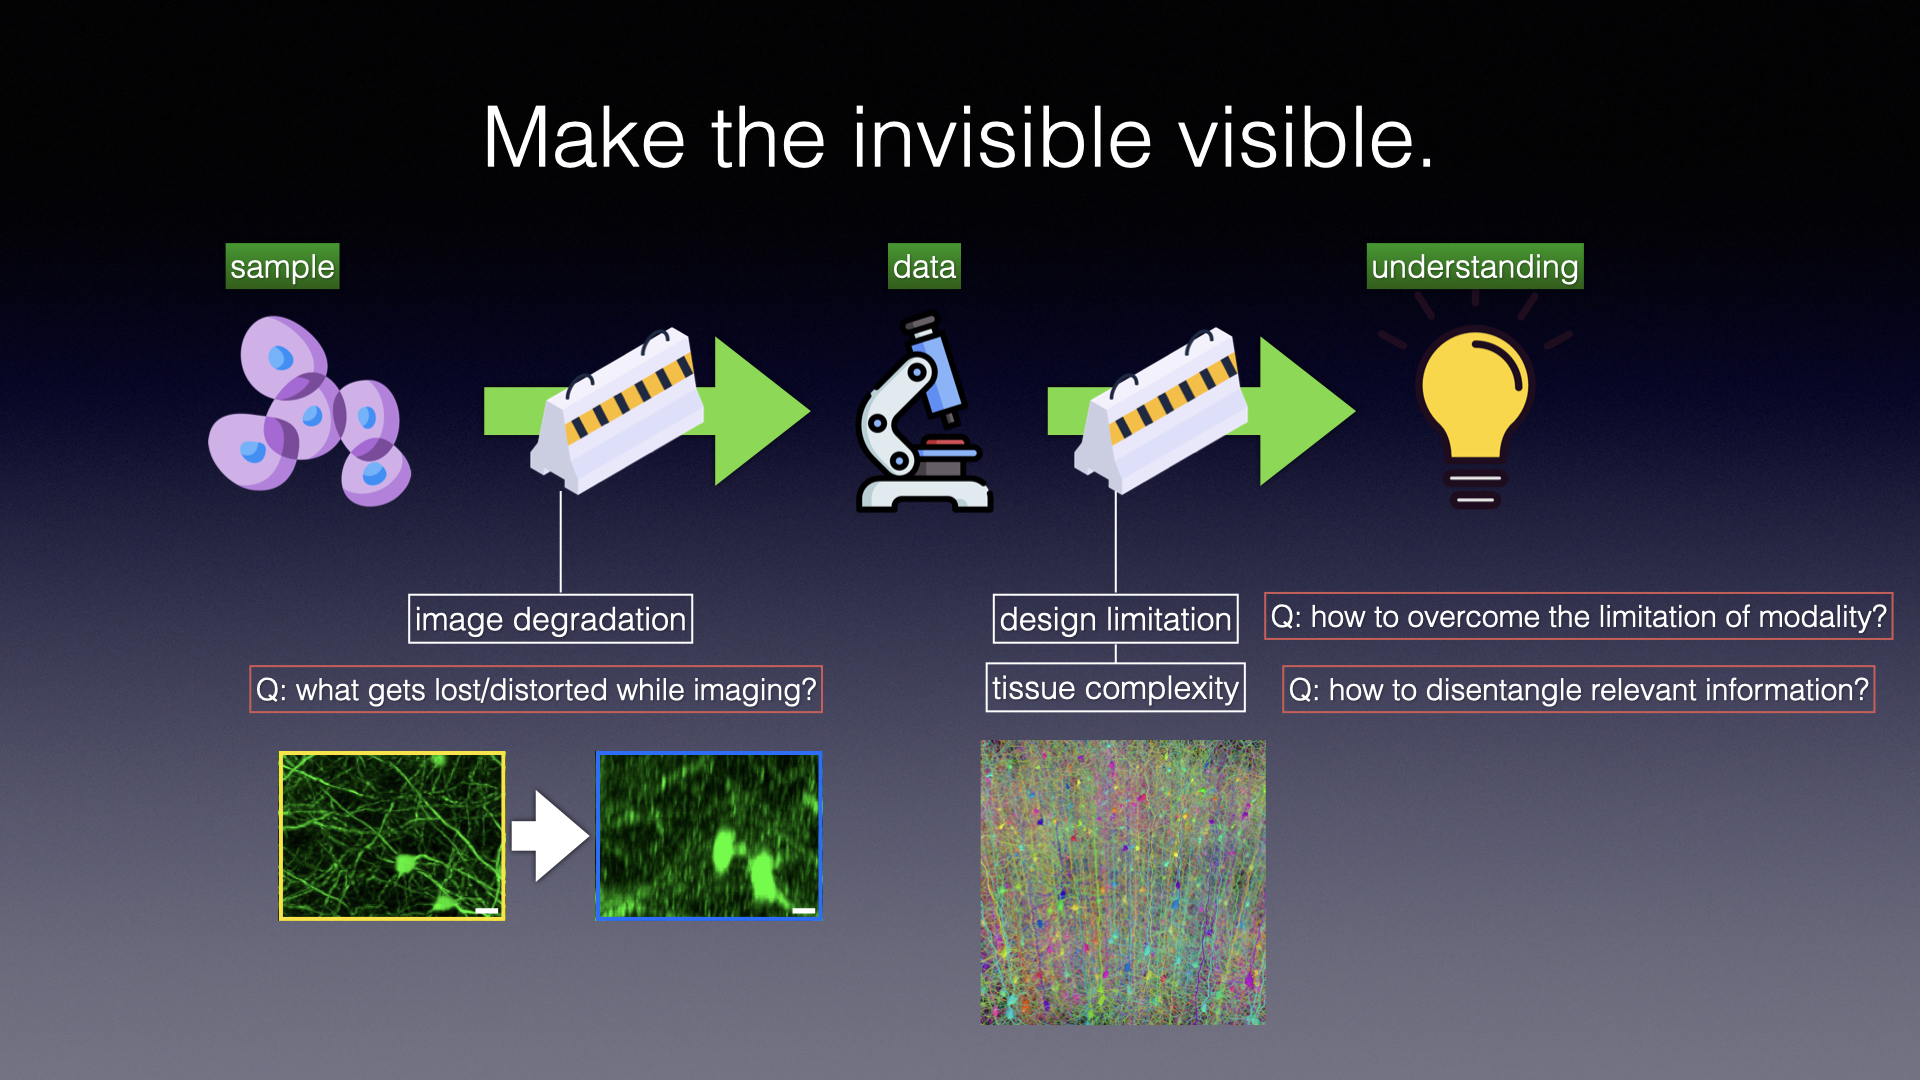 Make the invisible visible.
sample
data
understanding
image degradation
design limitation
Q: how to overcome the limitation of modality?
Q: what gets lost/distorted while imaging?
tissue complexity
Q: how to disentangle relevant information?